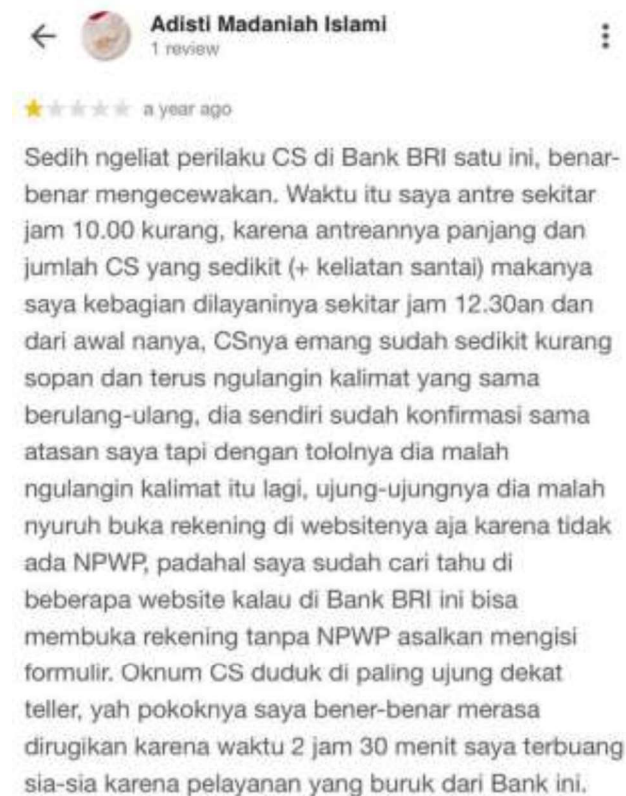 Adisti Madaniah Islami
1 review
a year ago
Sedih ngeliat perilaku CS di Bank BRI satu ini, benar-
benar mengecewakan. Waktu itu saya antre sekitar
jam 10.00 kurang, karena antreannya panjang dan
jumlah CS yang sedikit (+ keliatan santai) makanya
saya kebagian dilayaninya sekitar jam 12.30an dan
dari awal nanya, CSnya emang sudah sedikit kurang
sopan dan terus ngulangin kalimat yang sama
berulang-ulang, dia sendiri sudah konfirmasi sama
atasan saya tapi dengan tololnya dia malah
ngulangin kalimat itu lagi, ujung-ujungnya dia malah
nyuruh buka rekening di websitenya aja karena tidak
ada NPWP, padahal saya sudah cari tahu di
beberapa website kalau di Bank BRI ini bisa
membuka rekening tanpa NPWP asalkan mengisi
formulir. Oknum CS duduk di paling ujung dekat
teller, yah pokoknya saya bener-benar merasa
dirugikan karena waktu 2 jam 30 menit saya terbuang
sia-sia karena pelayanan yang buruk dari Bank ini.